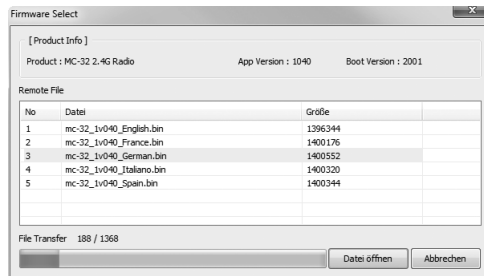 Firmware Select
[ Product Info ]
Product : MC-32 2.4G Radio App Version : 1040 Boot Version : 2001
Remote File
No Datei Größe
1 mc-32_1v040_English.bin 1396344
2 mc-32_1v040_France.bin 1400176
3 mc-32_1v040_German.bin 1400552
4 mc-32_1v040_Italiano.bin 1400320
5 mc-32_1v040_Spain.bin 1400344
File Transfer 188 / 1368
Datei öffnen Abbrechen